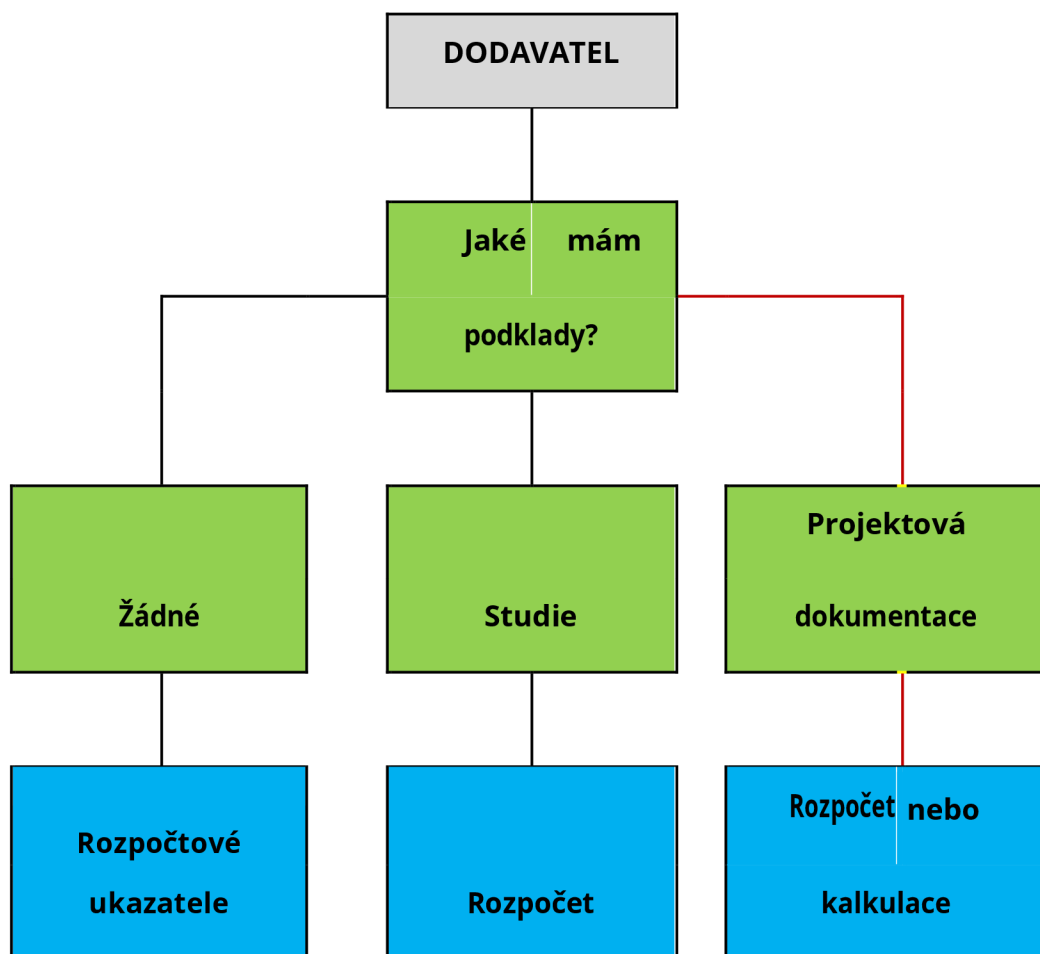 DODAVATEL
Jaké mám
podklady?
Žádné
Studie
Projektová
dokumentace
Rozpočtové
ukazatele
Rozpočet
Rozpočet nebo
kalkulace